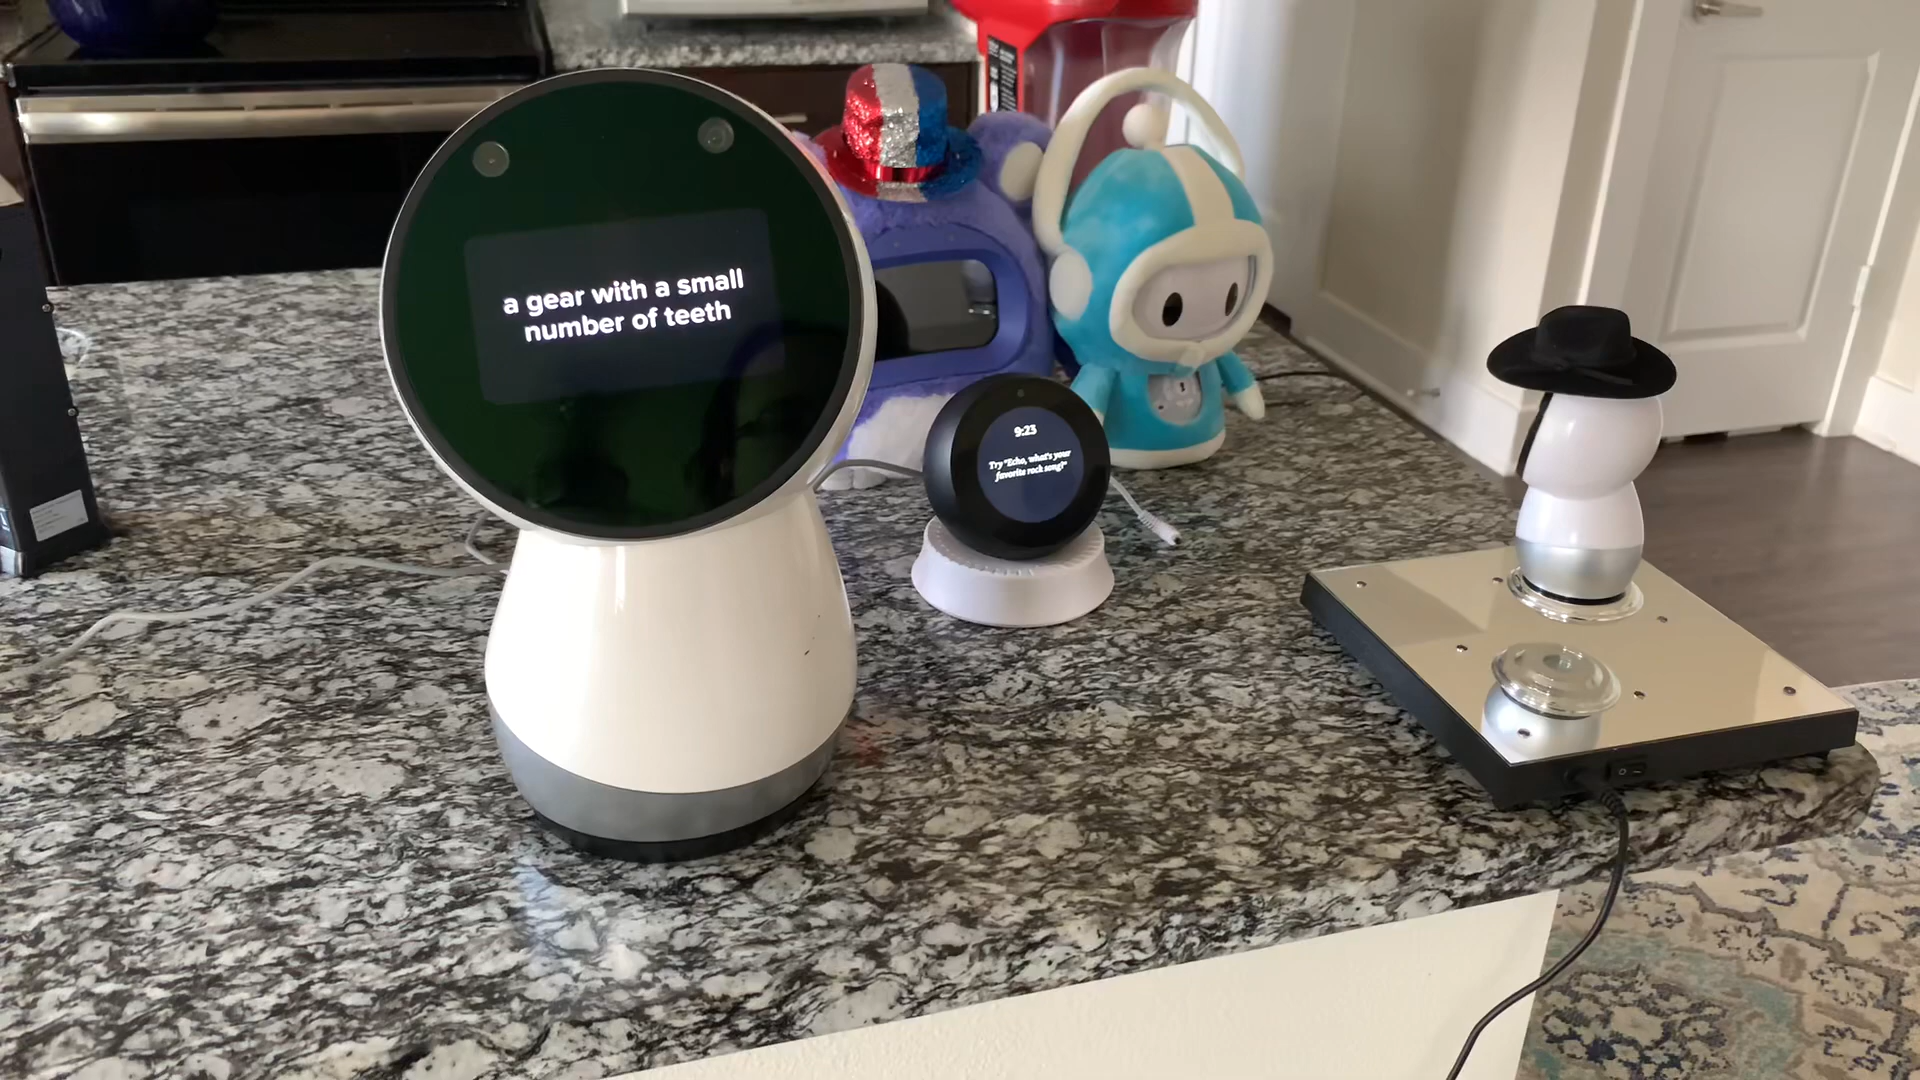 a gear with a small
number of teeth
9:23
Try "Echo, what's your
favorite rock song?"